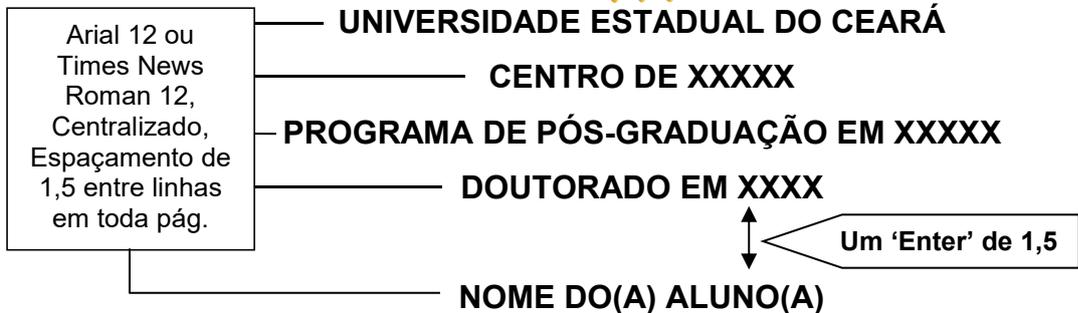 Arial 12 ou
Times News
Roman 12,
Centralizado,
Espaçamento de
1,5 entre linhas
em toda pág.
UNIVERSIDADE ESTADUAL DO CEARÁ
CENTRO DE XXXXX
PROGRAMA DE PÓS-GRADUAÇÃO EM XXXXX
DOUTORADO EM XXXX
Um ‘Enter’ de 1,5
NOME DO(A) ALUNO(A)